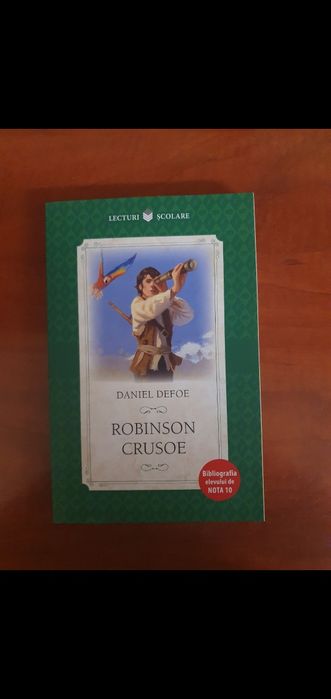 LECTURI ȘCOLARE
DANIEL DEFOE
ROBINSON
CRUSOE
Bibliografia
elevului de
NOTA 10